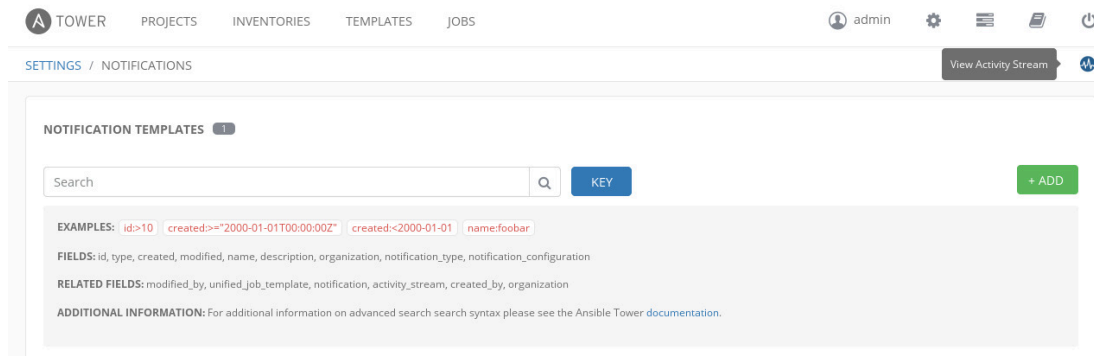 A TOWER PROJECTS INVENTORIES TEMPLATES JOBS admin
SETTINGS / NOTIFICATIONS View Activity Stream
NOTIFICATION TEMPLATES 1
Search KEY + ADD
EXAMPLES: id:>10 created:>="2000-01-01T00:00:00Z" created:<2000-01-01 name:foobar
FIELDS: id, type, created, modified, name, description, organization, notification_type, notification_configuration
RELATED FIELDS: modified_by, unified_job_template, notification, activity_stream, created_by, organization
ADDITIONAL INFORMATION: For additional information on advanced search search syntax please see the Ansible Tower documentation.